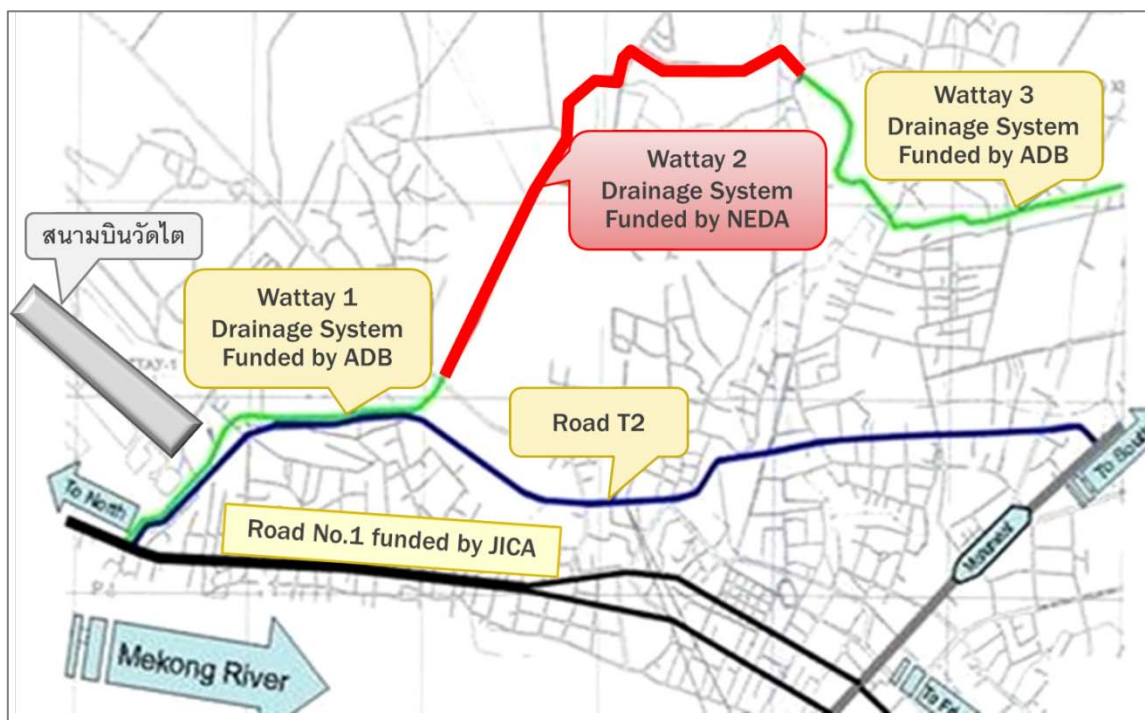 Wattay 3
Drainage System
Funded by ADB
Wattay 2
Drainage System
Funded by NEDA
สนามบินวัดไต
Wattay 1
Drainage System
Funded by ADB
TTAY-1
Road T2
To North
Road No.1 funded by JICA
Mekong River